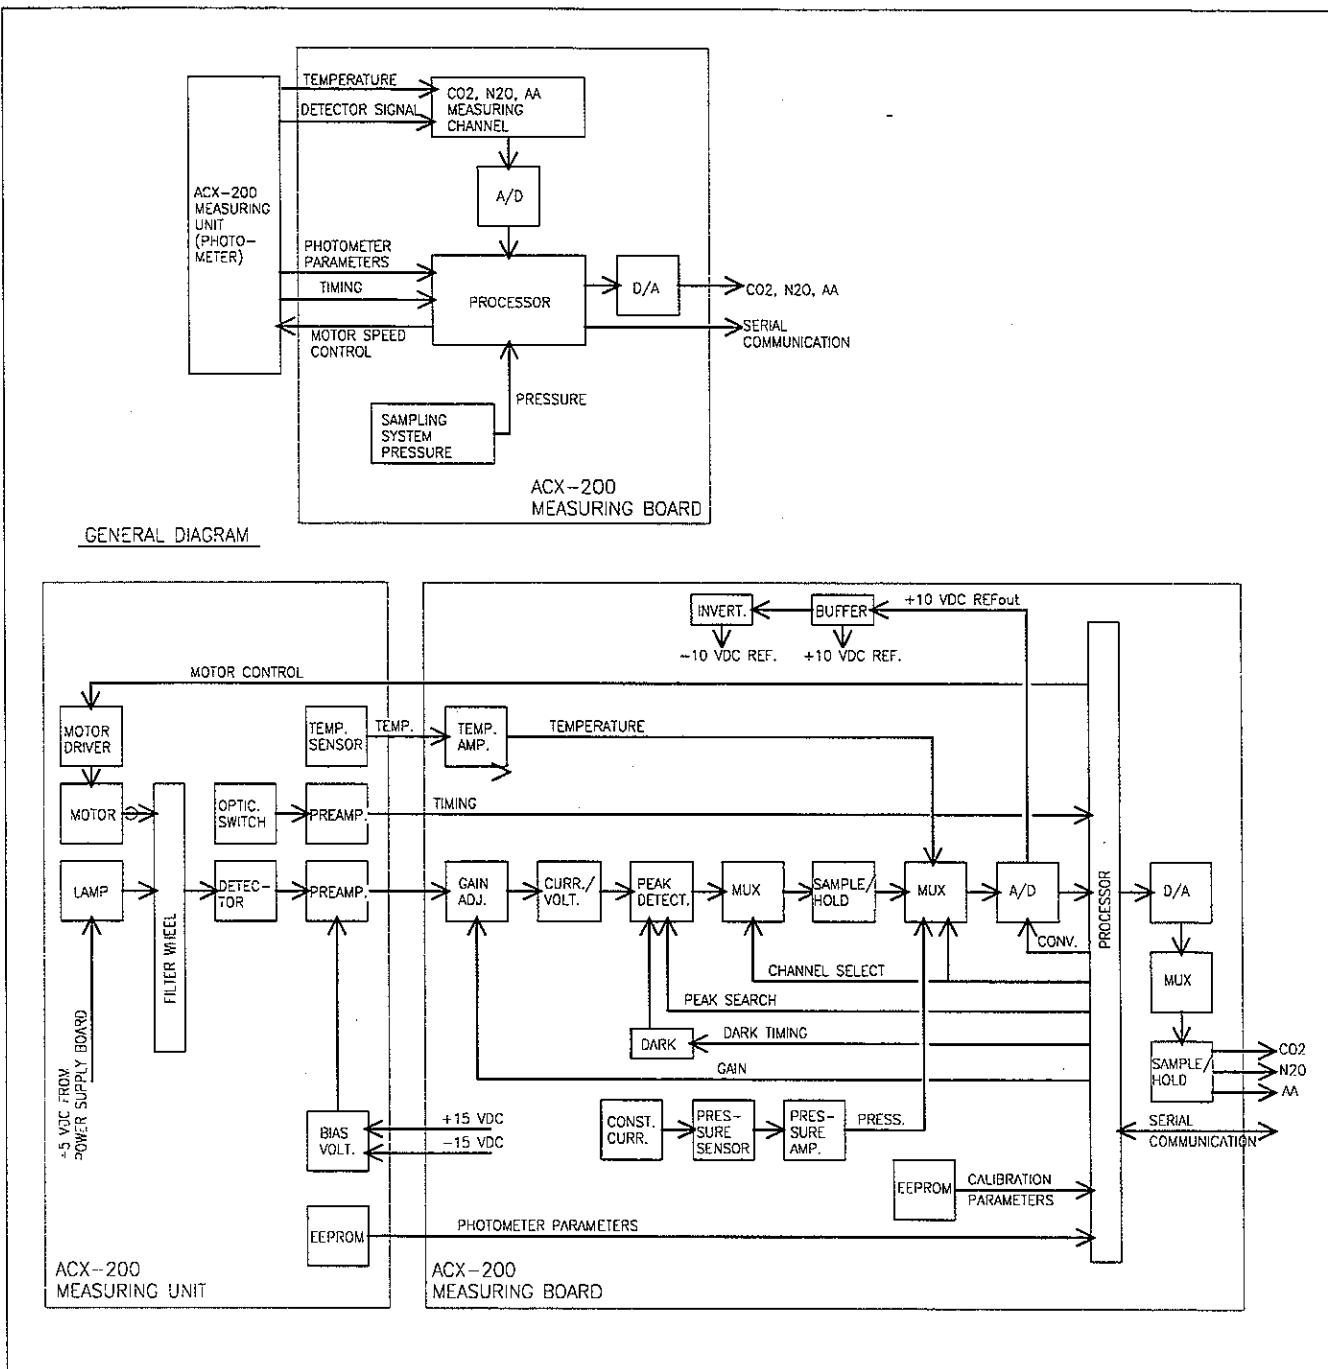 TEMPERATURE
DETECTOR SIGNAL
CO2, N2O, AA
MEASURING
CHANNEL
A/D
ACX-200
MEASURING
UNIT
(PHOTO-
METER)
PHOTOMETER
PARAMETERS
TIMING
MOTOR SPEED
CONTROL
PROCESSOR
D/A
CO2, N2O, AA
SERIAL
COMMUNICATION
PRESSURE
SAMPLING
SYSTEM
PRESSURE
ACX-200
MEASURING BOARD
GENERAL DIAGRAM
INVERT.
BUFFER
+10 VDC REFout
-10 VDC REF.
+10 VDC REF.
MOTOR CONTROL
MOTOR
DRIVER
TEMP.
SENSOR
TEMP.
TEMP.
AMP.
TEMPERATURE
MOTOR
OPTIC.
SWITCH
PREAMP.
TIMING
LAMP
FILTER WHEEL
DETEC-
TOR
PREAMP.
GAIN
ADJ.
CURR./
VOLT.
PEAK
DETECT.
MUX
SAMPLE/
HOLD
MUX
A/D
PROCESSOR
D/A
CONV.
CHANNEL SELECT
PEAK SEARCH
MUX
DARK
DARK TIMING
GAIN
SAMPLE/
HOLD
CO2
N2O
AA
+5 VDC FROM
POWER SUPPLY BOARD
BIAS
VOLT.
+15 VDC
-15 VDC
CONST.
CURR.
PRES-
SURE
SENSOR
PRES-
SURE
AMP.
PRESS.
SERIAL
COMMUNICATION
EEPROM
CALIBRATION
PARAMETERS
EEPROM
PHOTOMETER PARAMETERS
ACX-200
MEASURING UNIT
ACX-200
MEASURING BOARD